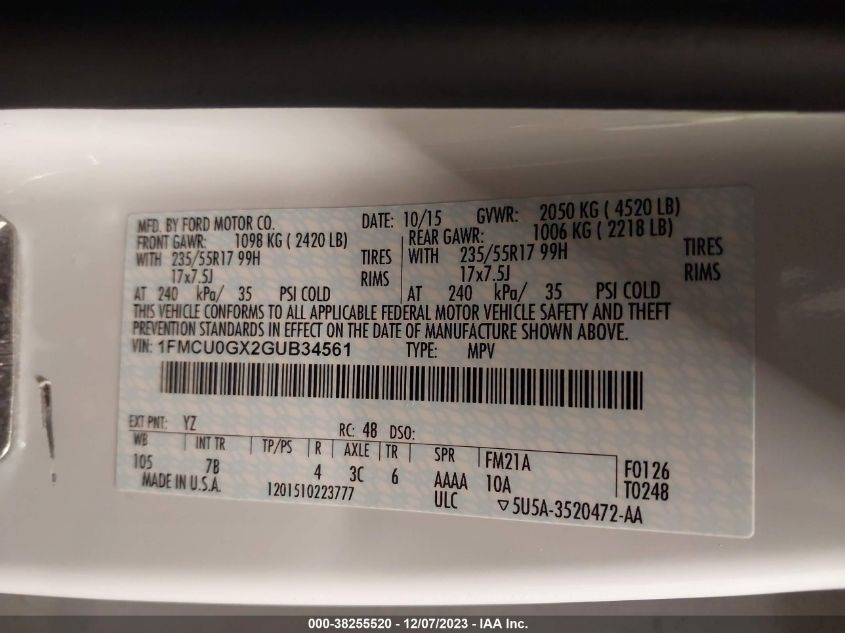 MFD. BY FORD MOTOR CO. DATE: 10/15 GVWR: 2050 KG ( 4520 LB)
FRONT GAWR: 1098 KG ( 2420 LB) REAR GAWR: 1006 KG ( 2218 LB)
WITH 235/55R17 99H TIRES WITH 235/55R17 99H TIRES
17x7.5J RIMS 17x7.5J RIMS
AT 240 kPa/ 35 PSI COLD AT 240 kPa/ 35 PSI COLD
THIS VEHICLE CONFORMS TO ALL APPLICABLE FEDERAL MOTOR VEHICLE SAFETY AND THEFT
PREVENTION STANDARDS IN EFFECT ON THE DATE OF MANUFACTURE SHOWN ABOVE.
VIN: 1FMCU0GX2GUB34561 TYPE: MPV
EXT PNT: YZ RC: 48 DSO:
WB INT TR TP/PS R AXLE TR SPR FM21A F0126
105 7B 4 3C 6 AAAA 10A T0248
MADE IN U.S.A. 1201510223777 ULC ▽5U5A-3520472-AA
000-38255520 - 12/07/2023 - IAA Inc.